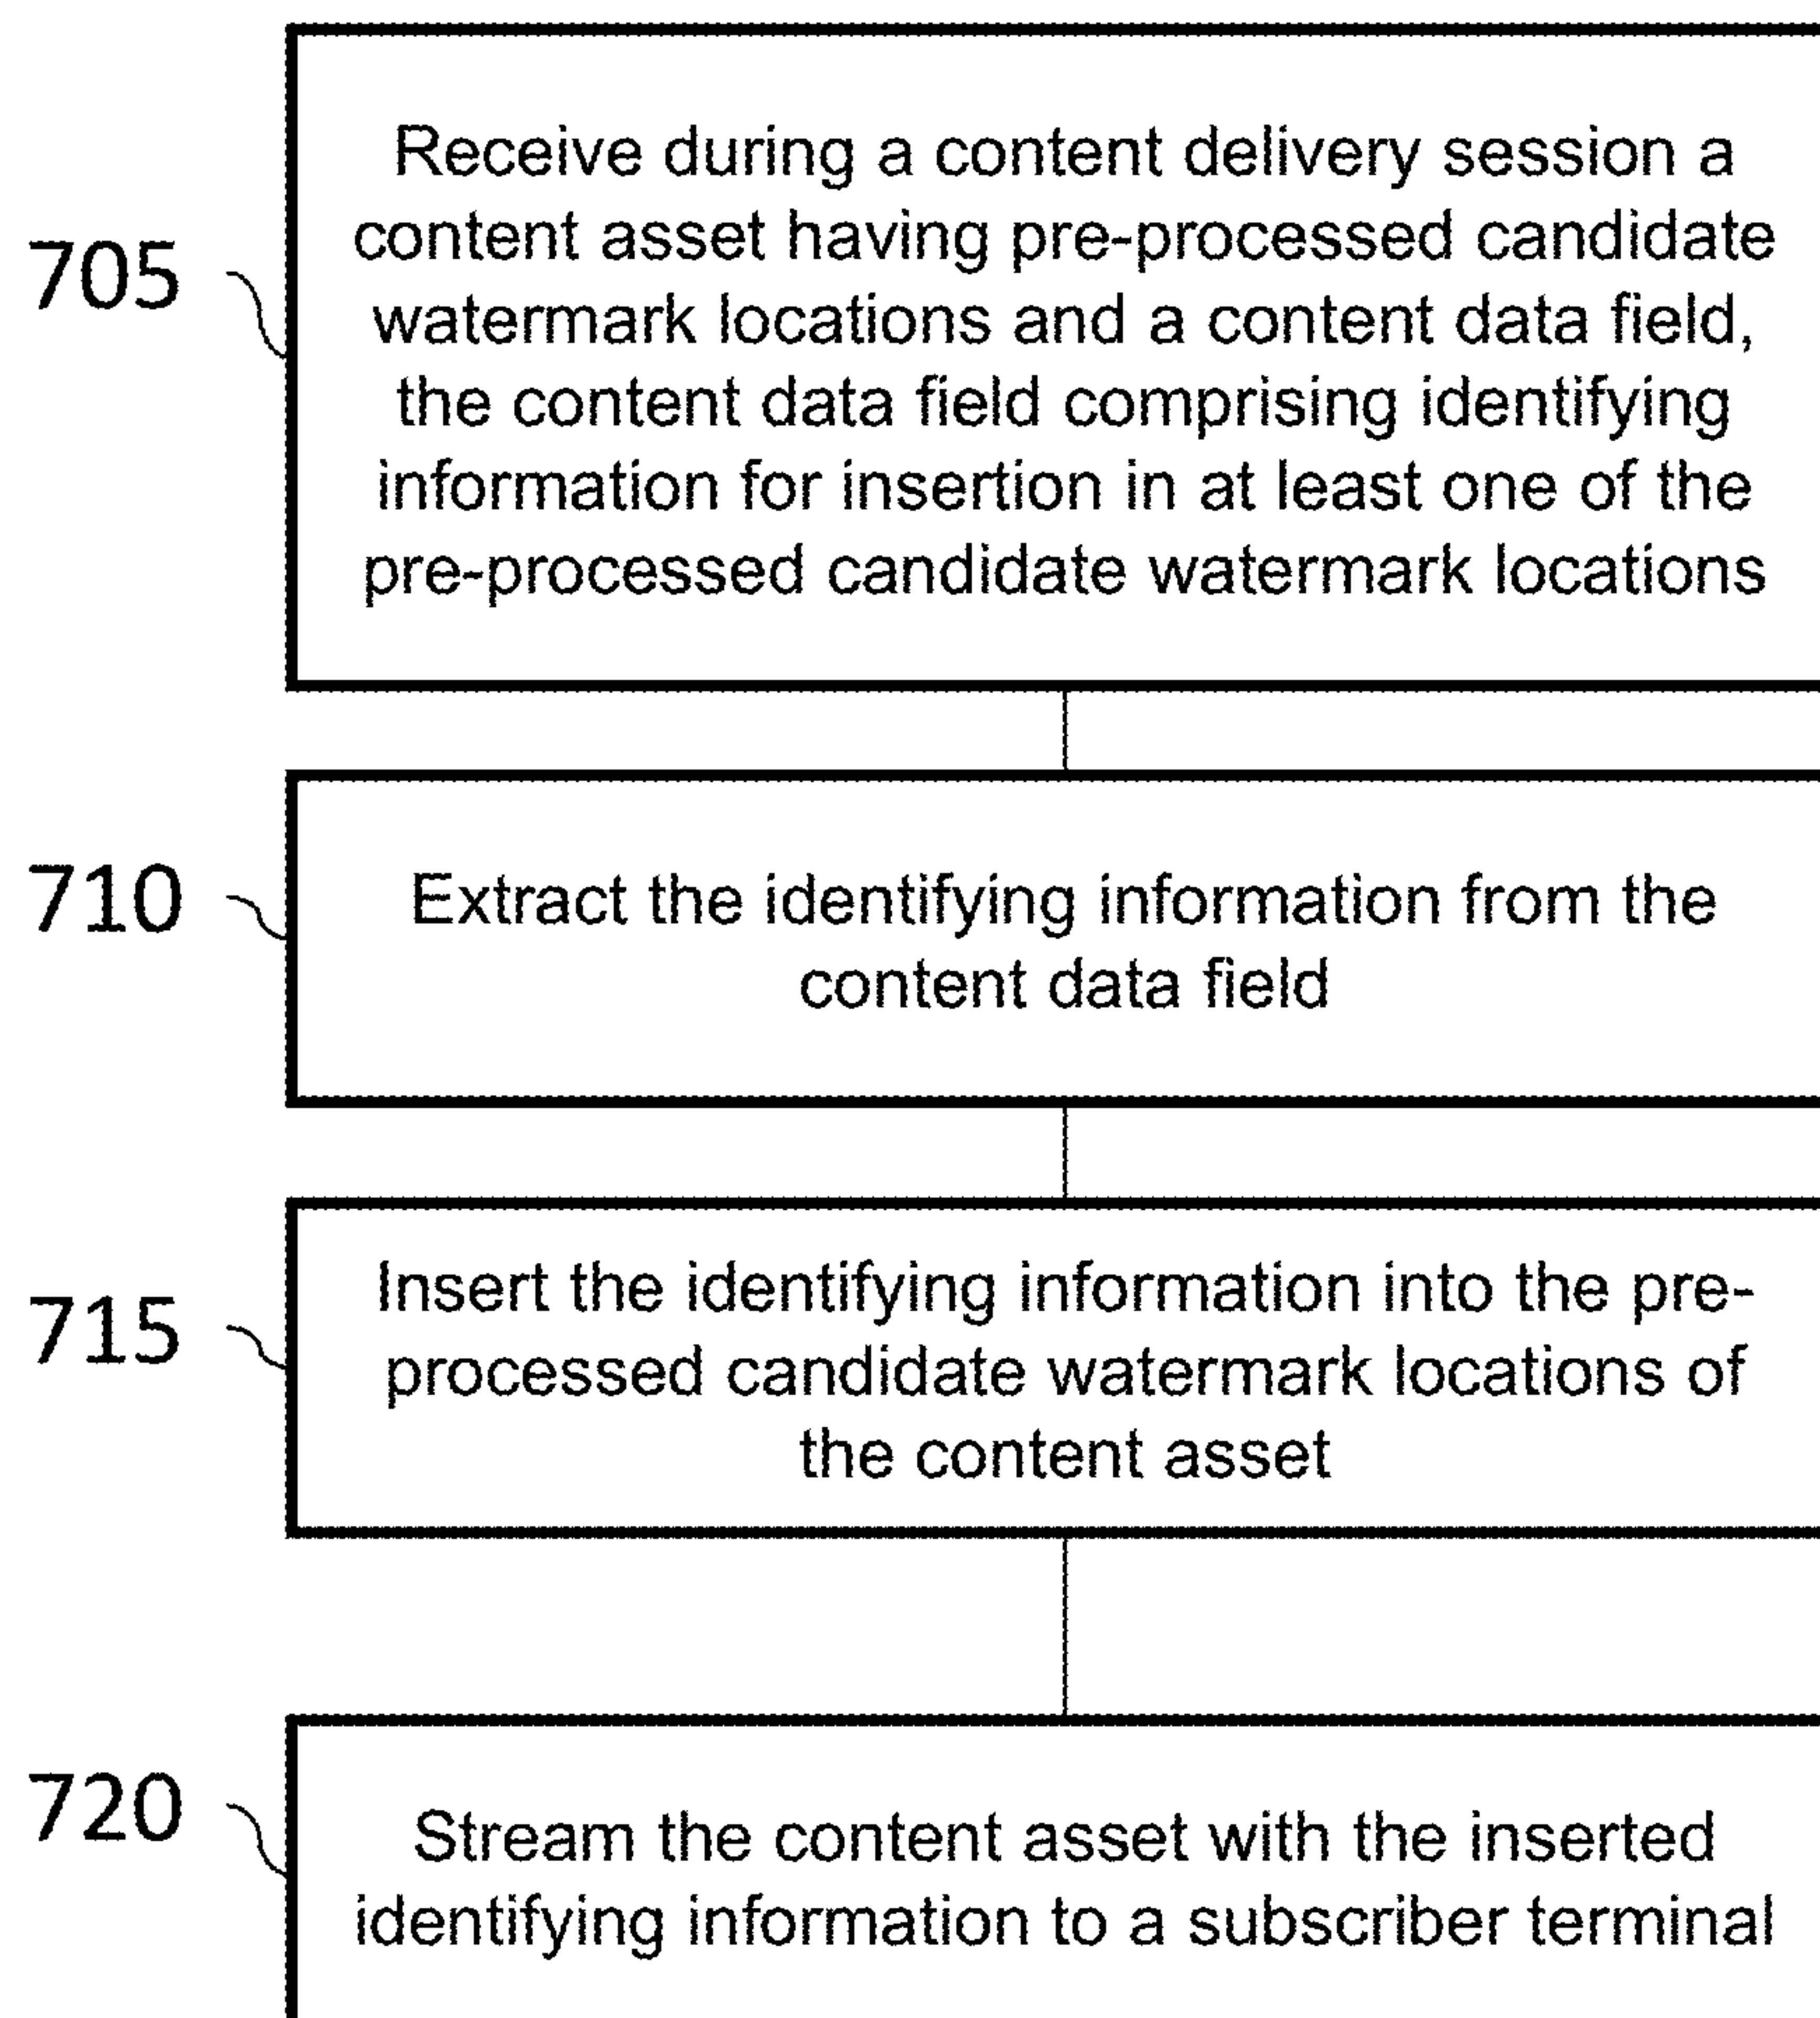 705
Receive during a content delivery session a
content asset having pre-processed candidate
watermark locations and a content data field,
the content data field comprising identifying
information for insertion in at least one of the
pre-processed candidate watermark locations
710
Extract the identifying information from the
content data field
715
Insert the identifying information into the pre-
processed candidate watermark locations of
the content asset
720
Stream the content asset with the inserted
identifying information to a subscriber terminal